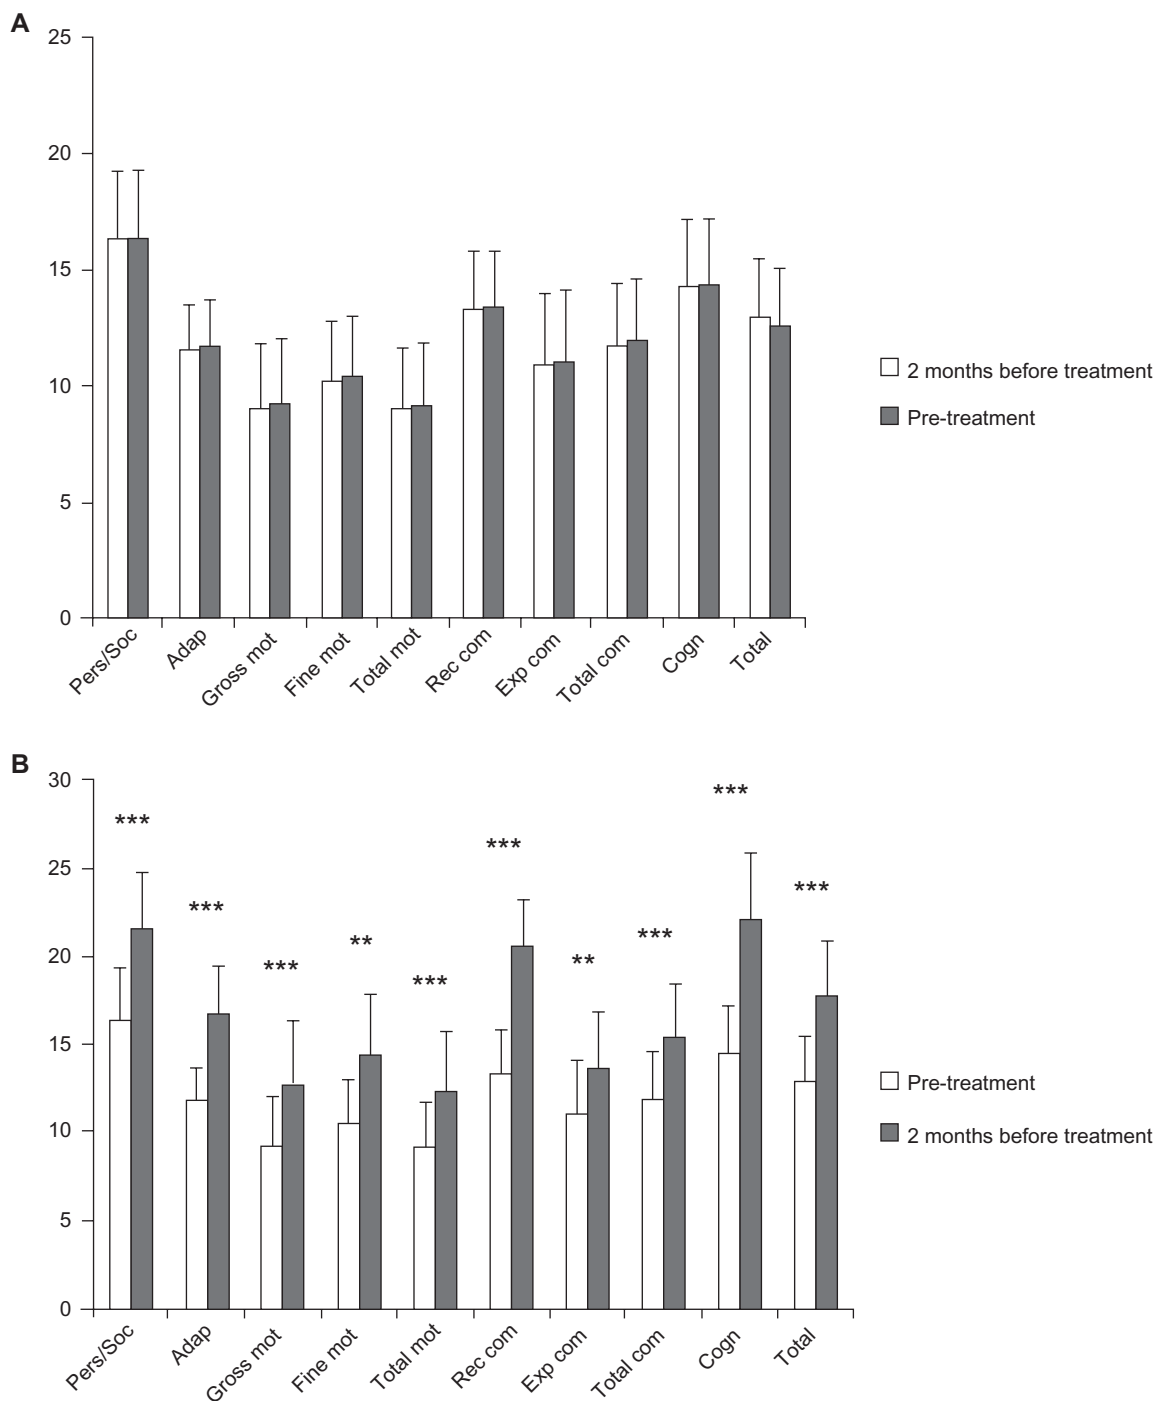 A
25
20
15
10
5
0
Pers/Soc
Adap
Gross mot
Fine mot
Total mot
Rec com
Exp com
Total com
Cogn
Total
2 months before treatment
Pre-treatment
B
30
25
20
15
10
5
0
***
***
***
**
***
***
**
***
***
***
Pers/Soc
Adap
Gross mot
Fine mot
Total mot
Rec com
Exp com
Total com
Cogn
Total
Pre-treatment
2 months before treatment